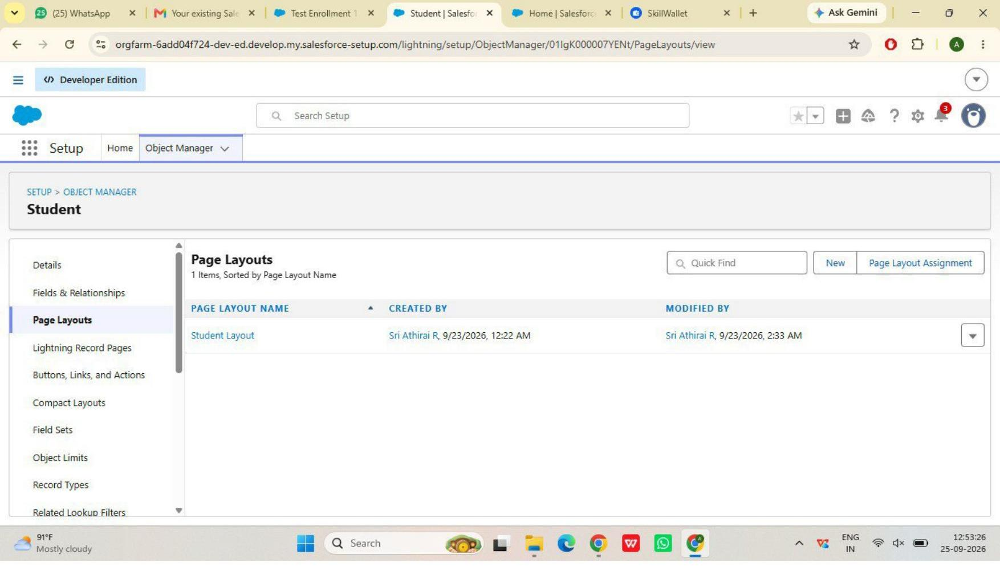 25 (25) WhatsApp
Your existing Sale
Test Enrollment 1
Student | Salesfor
Home | Salesforc
SkillWallet
Ask Gemini
orgfarm-6add04f724-dev-ed.develop.my.salesforce-setup.com/lightning/setup/ObjectManager/01IgK000007YENt/PageLayouts/view
A
</> Developer Edition
Search Setup
3
Setup
Home
Object Manager
SETUP > OBJECT MANAGER
Student
Details
Fields & Relationships
Page Layouts
Lightning Record Pages
Buttons, Links, and Actions
Compact Layouts
Field Sets
Object Limits
Record Types
Related Lookup Filters
Page Layouts
1 Items, Sorted by Page Layout Name
Quick Find
New
Page Layout Assignment
PAGE LAYOUT NAME
CREATED BY
MODIFIED BY
Student Layout
Sri Athirai R, 9/23/2026, 12:22 AM
Sri Athirai R, 9/23/2026, 2:33 AM
91°F
Mostly cloudy
Search
ENG
IN
12:53:26
25-09-2026